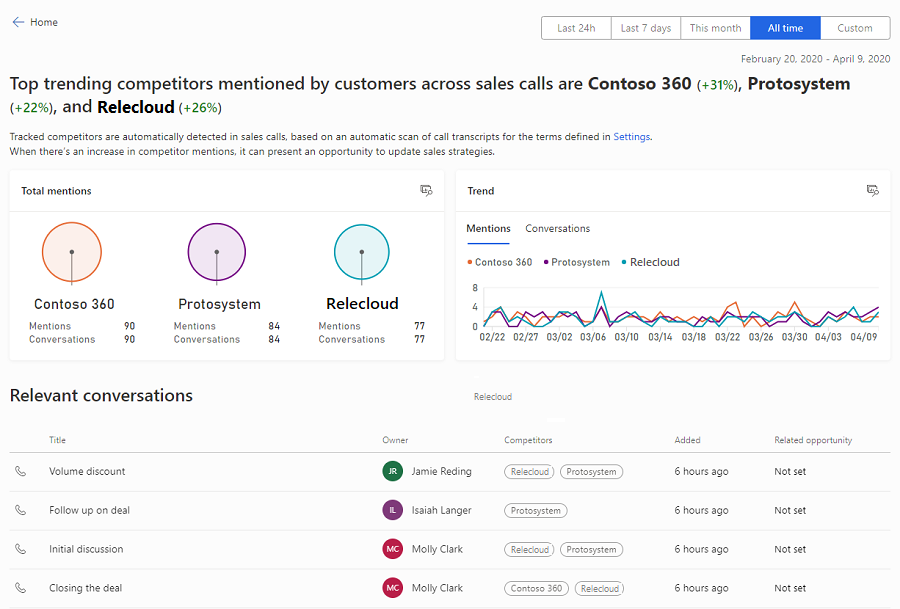 Home
Last 24h Last 7 days This month All time Custom
February 20, 2020 - April 9, 2020
Top trending competitors mentioned by customers across sales calls are Contoso 360 (+31%), Protosystem
(+22%), and Relecloud (+26%)
Tracked competitors are automatically detected in sales calls, based on an automatic scan of call transcripts for the terms defined in Settings.
When there's an increase in competitor mentions, it can present an opportunity to update sales strategies.
Total mentions
Contoso 360 Protosystem Relecloud
Mentions 90 Mentions 84 Mentions 77
Conversations 90 Conversations 84 Conversations 77
Trend
Mentions Conversations
Contoso 360 Protosystem Relecloud
8
4
0
02/22 02/27 03/02 03/06 03/10 03/14 03/18 03/22 03/26 03/30 04/03 04/09
Relevant conversations Relecloud
Title Owner Competitors Added Related opportunity
Volume discount JR Jamie Reding Relecloud Protosystem 6 hours ago Not set
Follow up on deal IL Isaiah Langer Protosystem 6 hours ago Not set
Initial discussion MC Molly Clark Relecloud Protosystem 6 hours ago Not set
Closing the deal MC Molly Clark Contoso 360 Relecloud 6 hours ago Not set